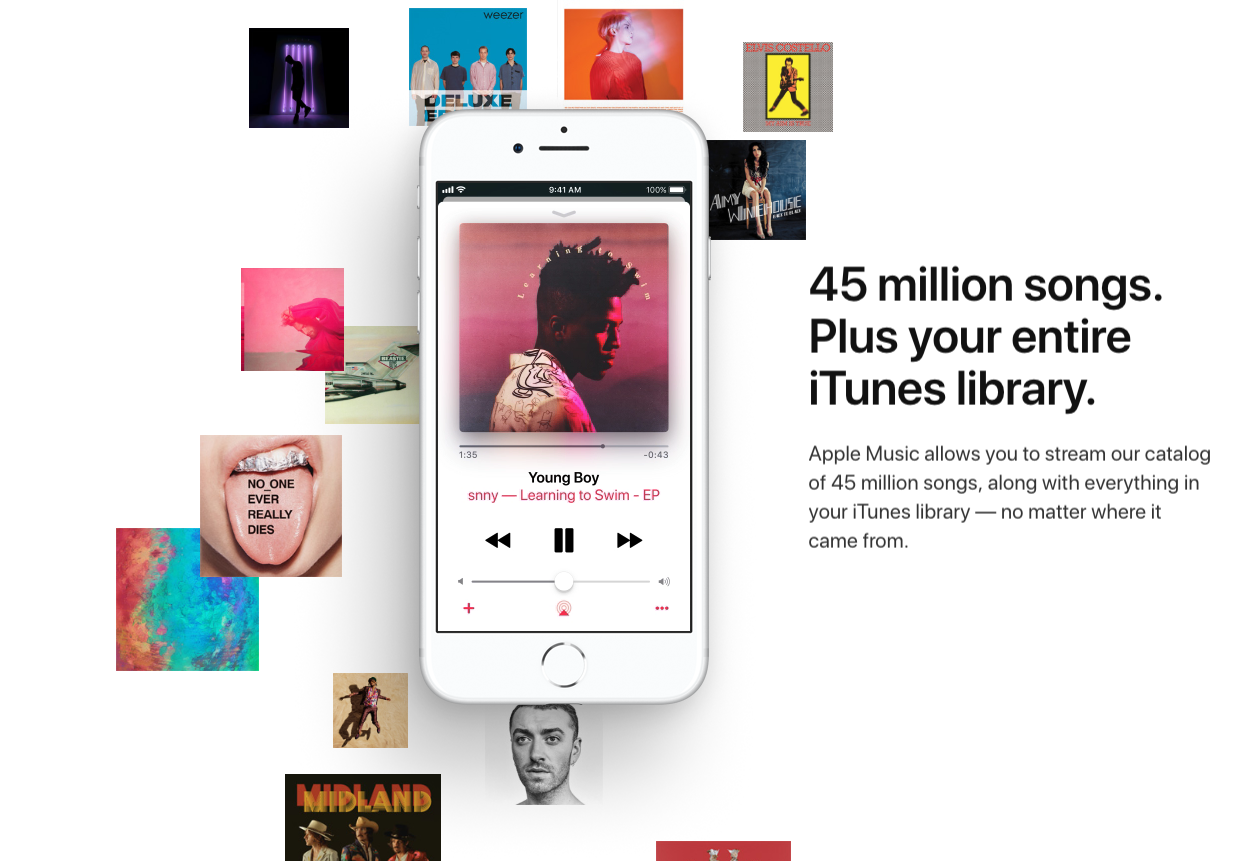 weezer
DELUXE
ELVIS COSTELLO
AMY
WINEHOUSE
BACK TO BLACK
9:41 AM
100%
Learning to swim
BEASTIE
45 million songs.
Plus your entire
iTunes library.
Apple Music allows you to stream our catalog
of 45 million songs, along with everything in
your iTunes library — no matter where it
came from.
1:35
-0:43
Young Boy
snny — Learning to Swim - EP
NO_ONE
EVER
REALLY
DIES
MIDLAND